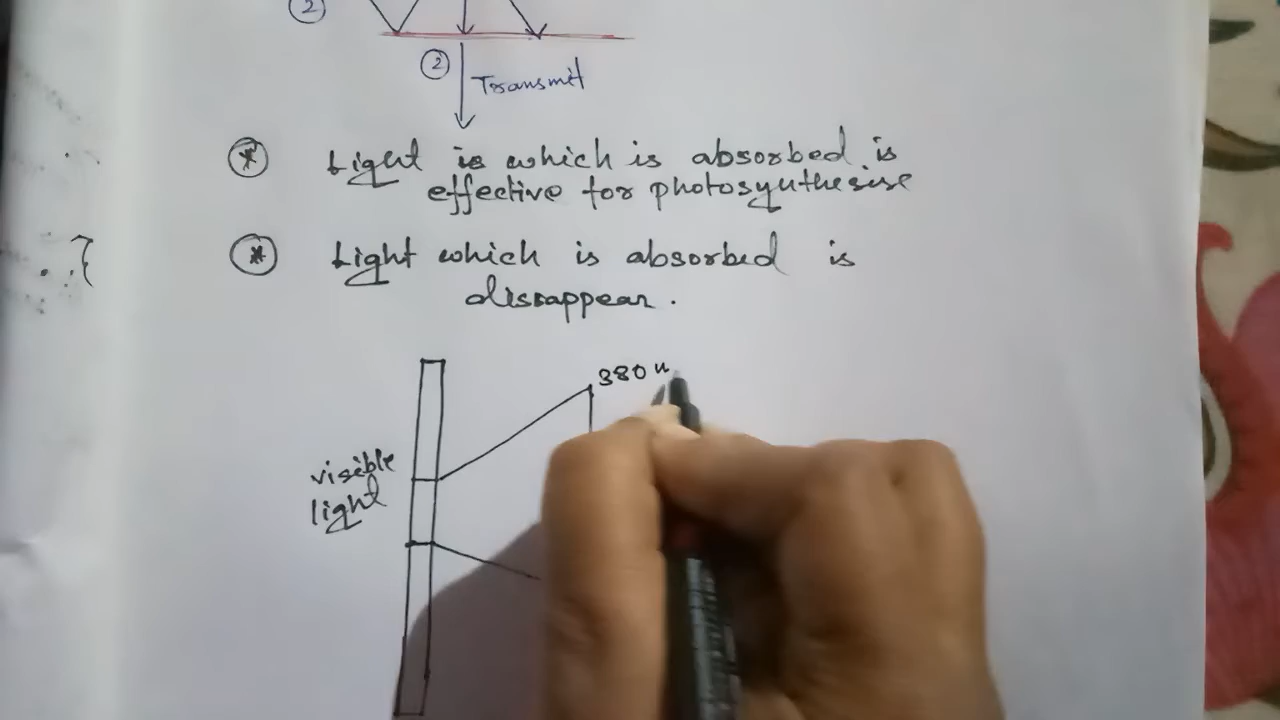 2
2 Transmit
* Light is which is absorbed is
effective for photosynthesise
* Light which is absorbed is
dissappear.
380 n
visible
light